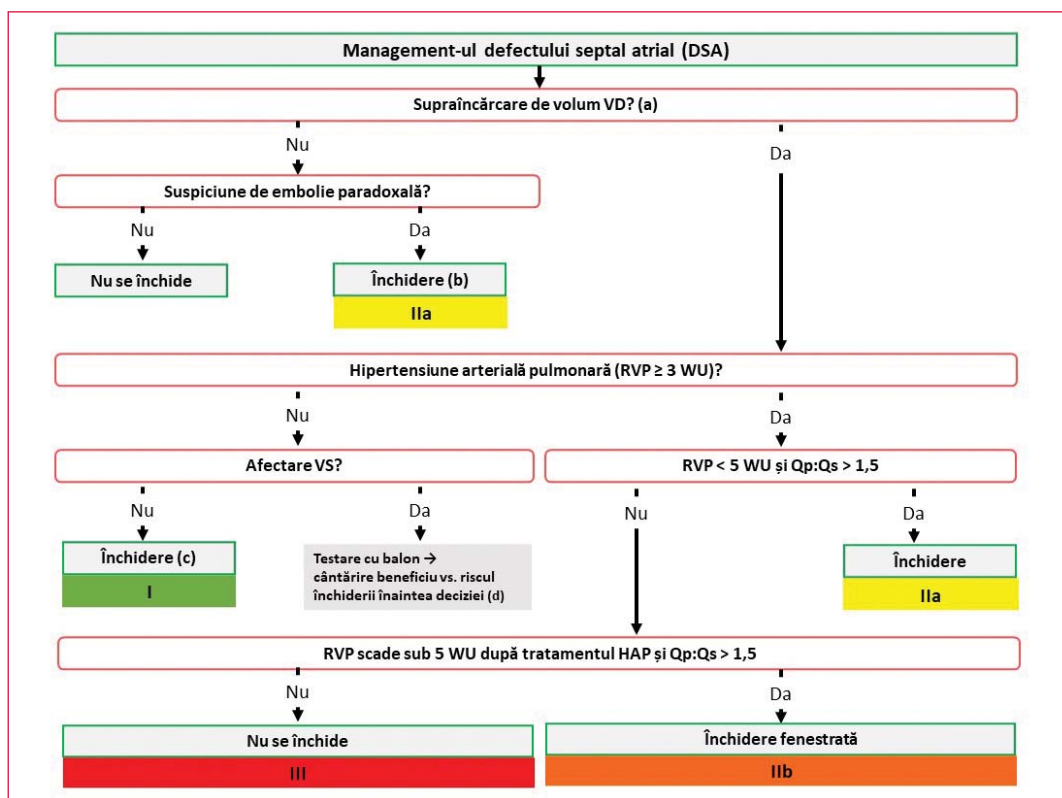 Management-ul defectului septal atrial (DSA)
Supraîncărcare de volum VD? (a)
Nu
Da
Suspiciune de embolie paradoxală?
Nu
Da
Nu se închide
Închidere (b)
IIa
Hipertensiune arterială pulmonară (RVP ≥ 3 WU)?
Nu
Da
Afectare VS?
RVP < 5 WU și Qp:Qs > 1,5
Nu
Da
Nu
Da
Închidere (c)
I
Testare cu balon →
cântărire beneficiu vs. riscul
închiderii înaintea deciziei (d)
Închidere
IIa
RVP scade sub 5 WU după tratamentul HAP și Qp:Qs > 1,5
Nu
Da
Nu se închide
III
Închidere fenestrată
IIb